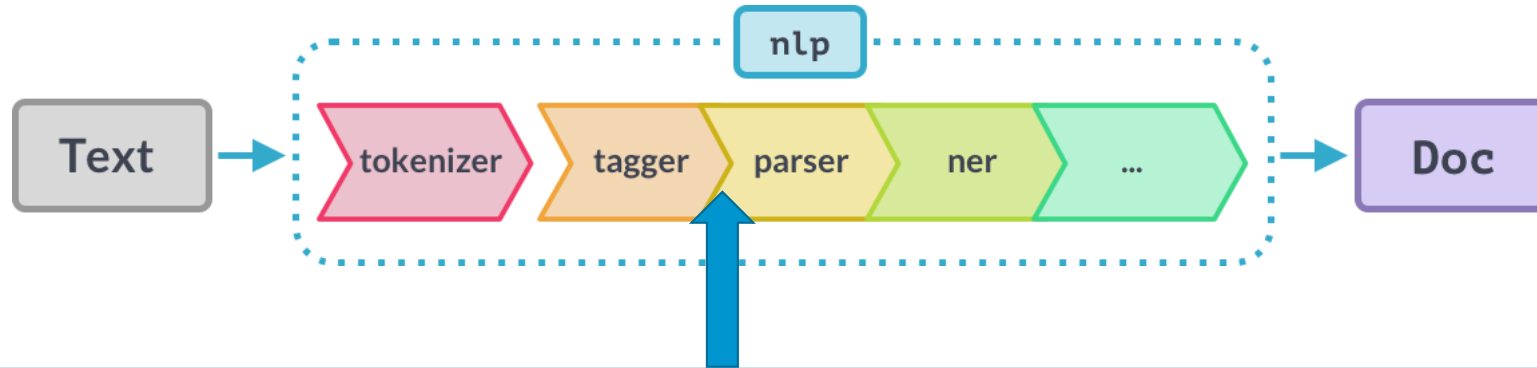 nlp
Text
tokenizer
tagger
parser
ner
...
Doc